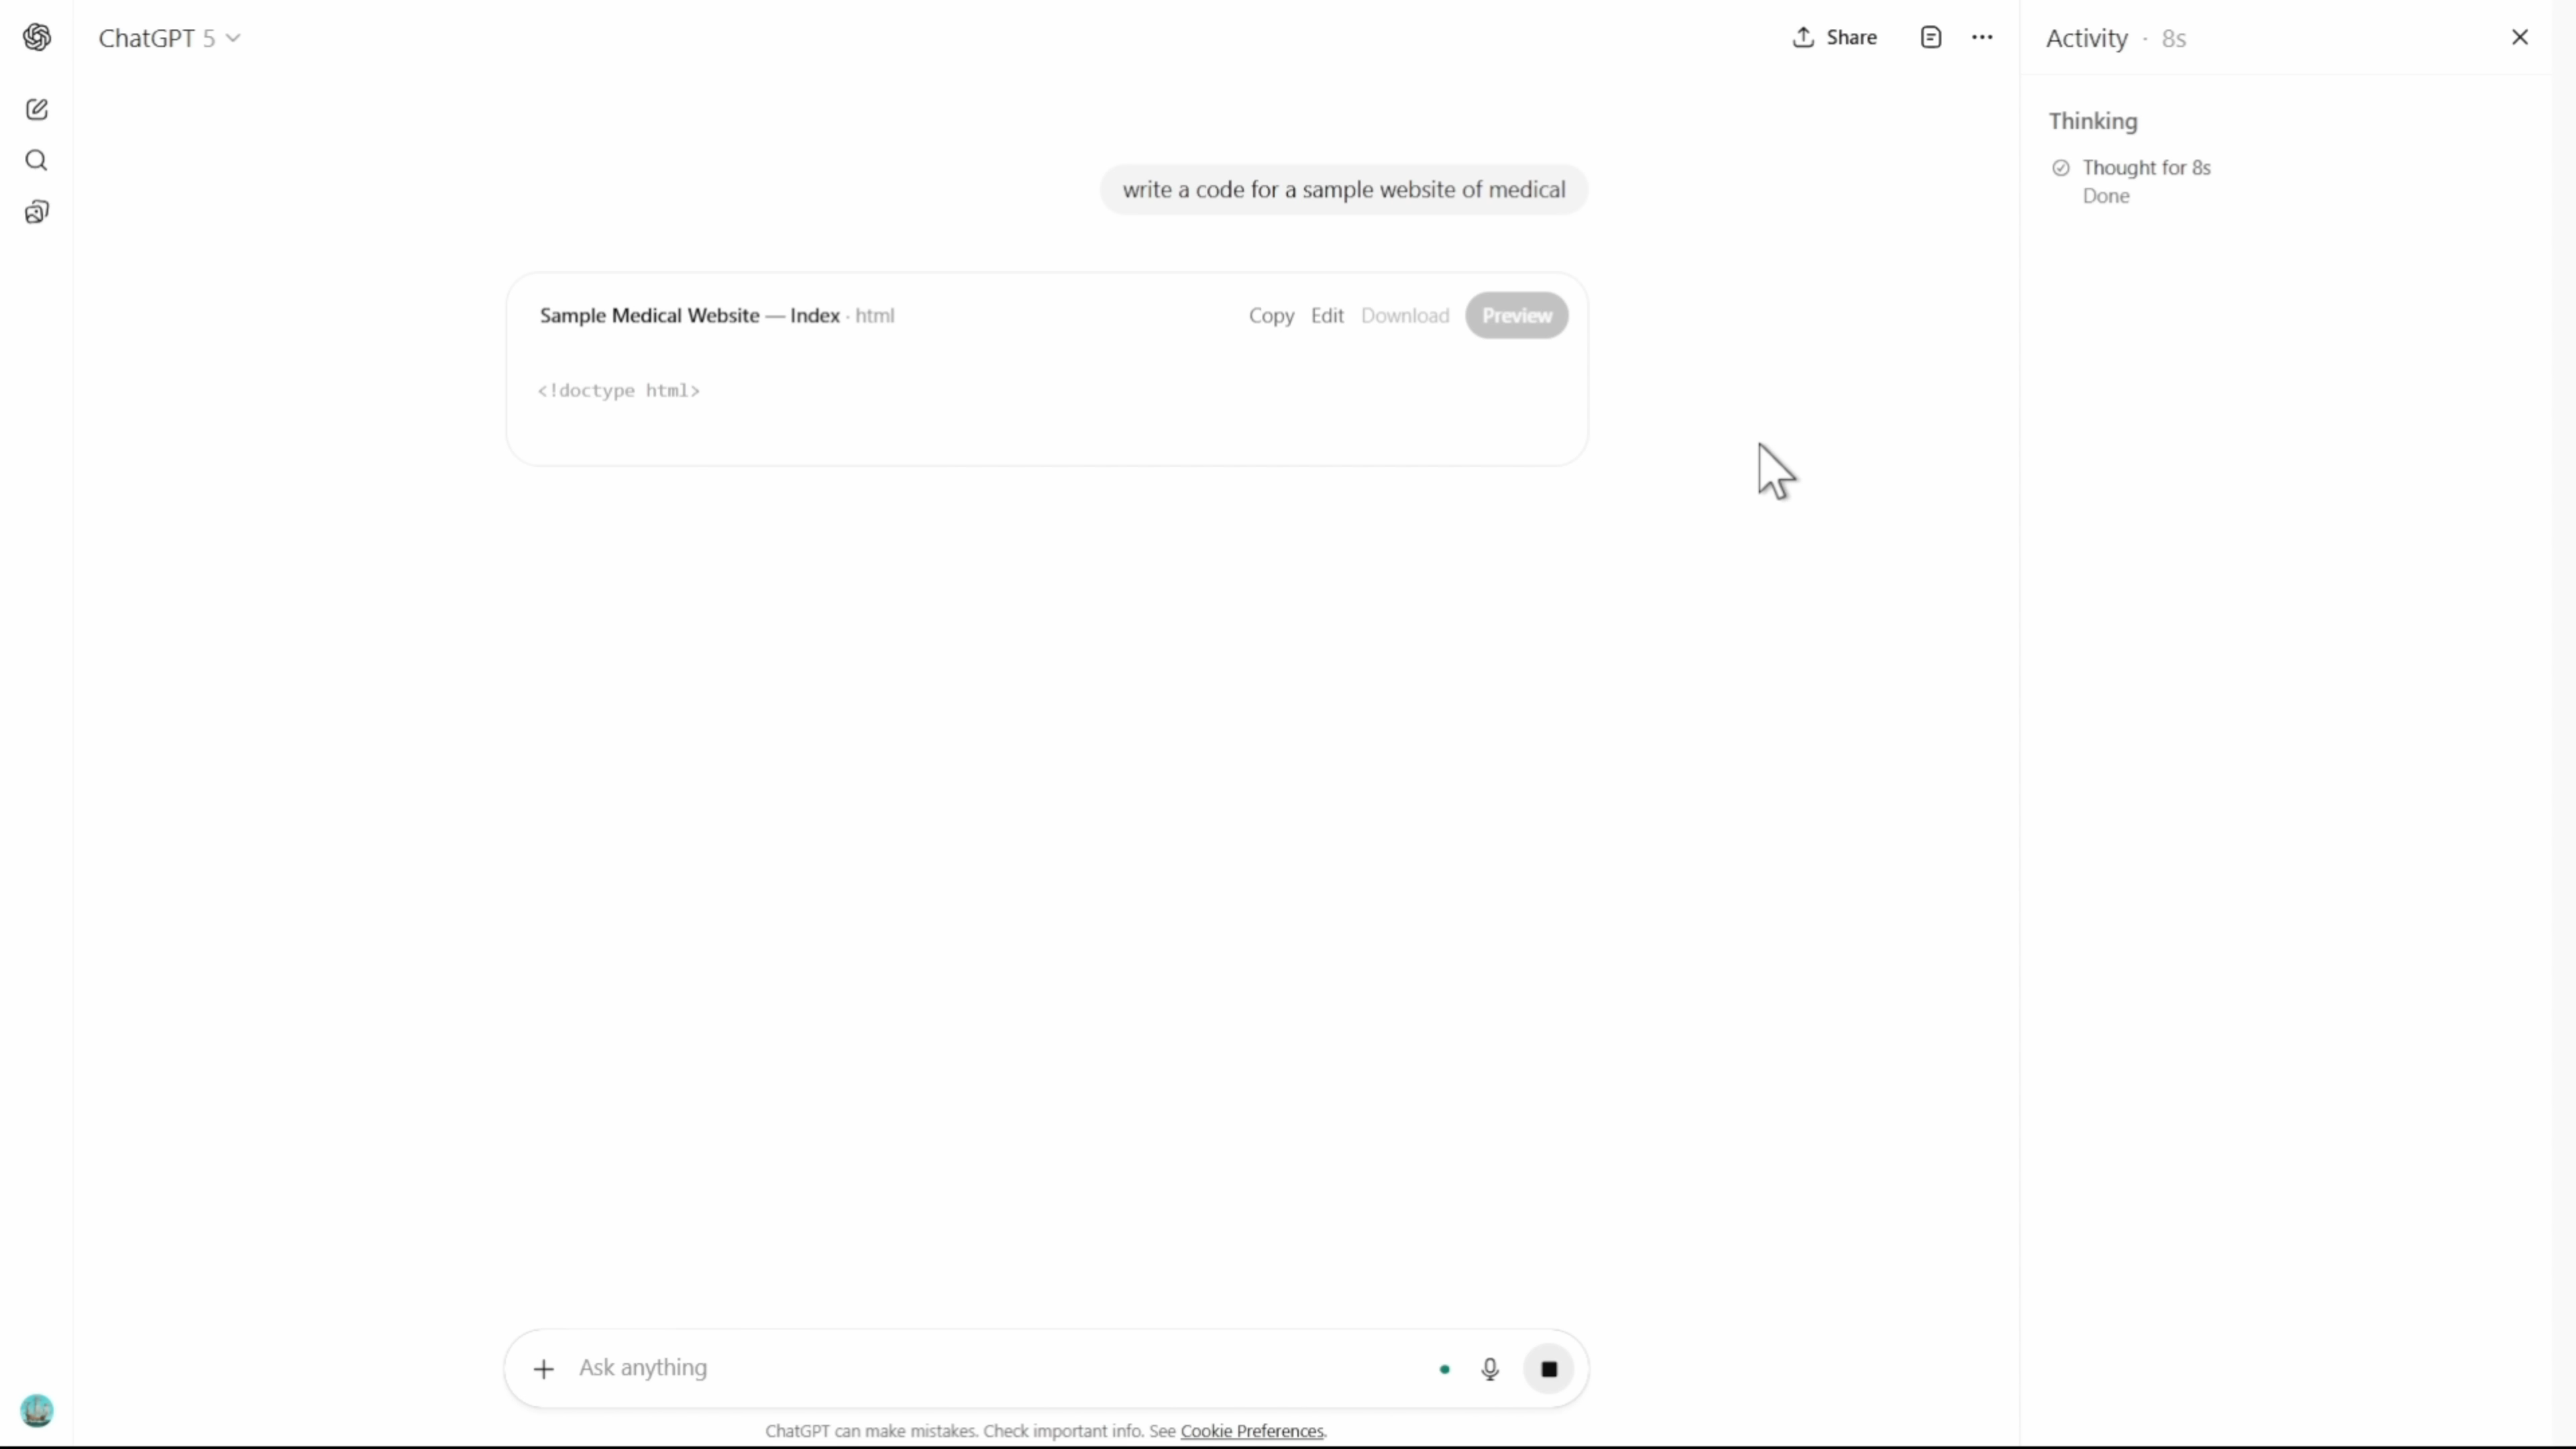 ChatGPT 5
Share
Activity · 8s
Thinking
Thought for 8s
Done
write a code for a sample website of medical
Sample Medical Website — Index · html
Copy Edit Download Preview
<!doctype html>
Ask anything
ChatGPT can make mistakes. Check important info. See Cookie Preferences.